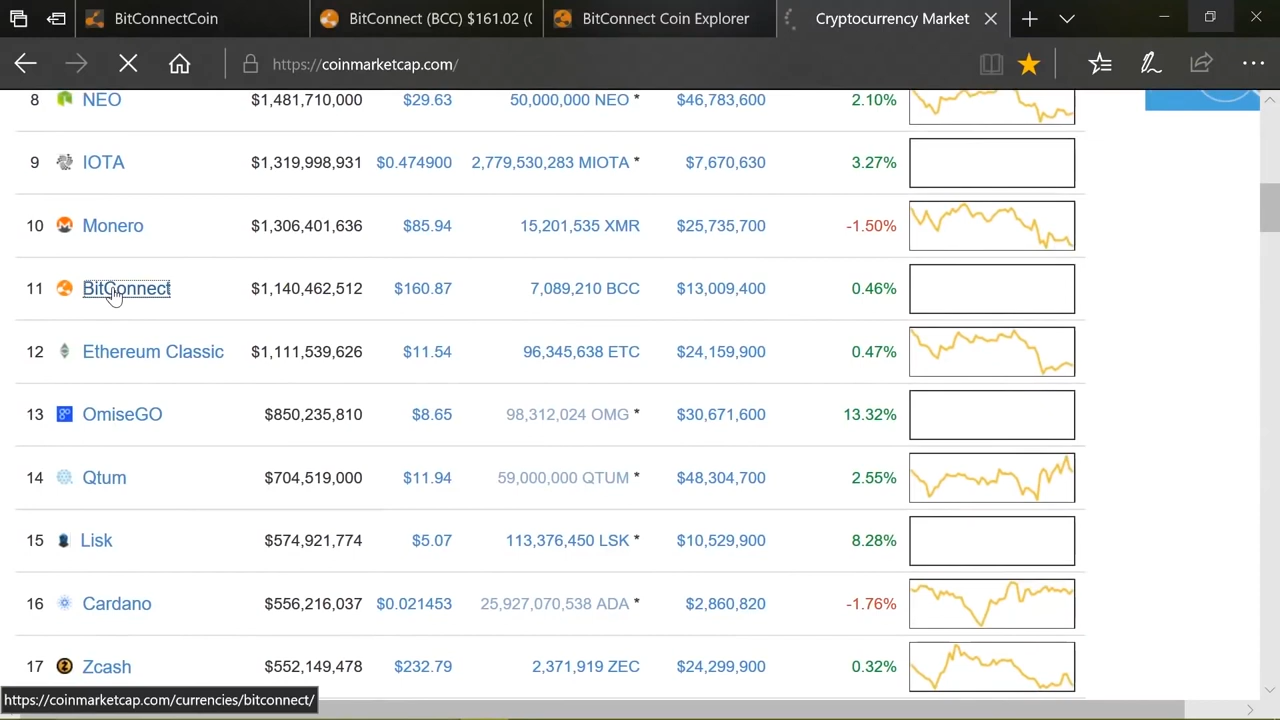 BitConnectCoin
BitConnect (BCC) $161.02 (0
BitConnect Coin Explorer
Cryptocurrency Market
https://coinmarketcap.com/
8 NEO $1,481,710,000 $29.63 50,000,000 NEO * $46,783,600 2.10%
9 IOTA $1,319,998,931 $0.474900 2,779,530,283 MIOTA * $7,670,630 3.27%
10 Monero $1,306,401,636 $85.94 15,201,535 XMR $25,735,700 -1.50%
11 BitConnect $1,140,462,512 $160.87 7,089,210 BCC $13,009,400 0.46%
12 Ethereum Classic $1,111,539,626 $11.54 96,345,638 ETC $24,159,900 0.47%
13 OmiseGO $850,235,810 $8.65 98,312,024 OMG * $30,671,600 13.32%
14 Qtum $704,519,000 $11.94 59,000,000 QTUM * $48,304,700 2.55%
15 Lisk $574,921,774 $5.07 113,376,450 LSK * $10,529,900 8.28%
16 Cardano $556,216,037 $0.021453 25,927,070,538 ADA * $2,860,820 -1.76%
17 Zcash $552,149,478 $232.79 2,371,919 ZEC $24,299,900 0.32%
https://coinmarketcap.com/currencies/bitconnect/